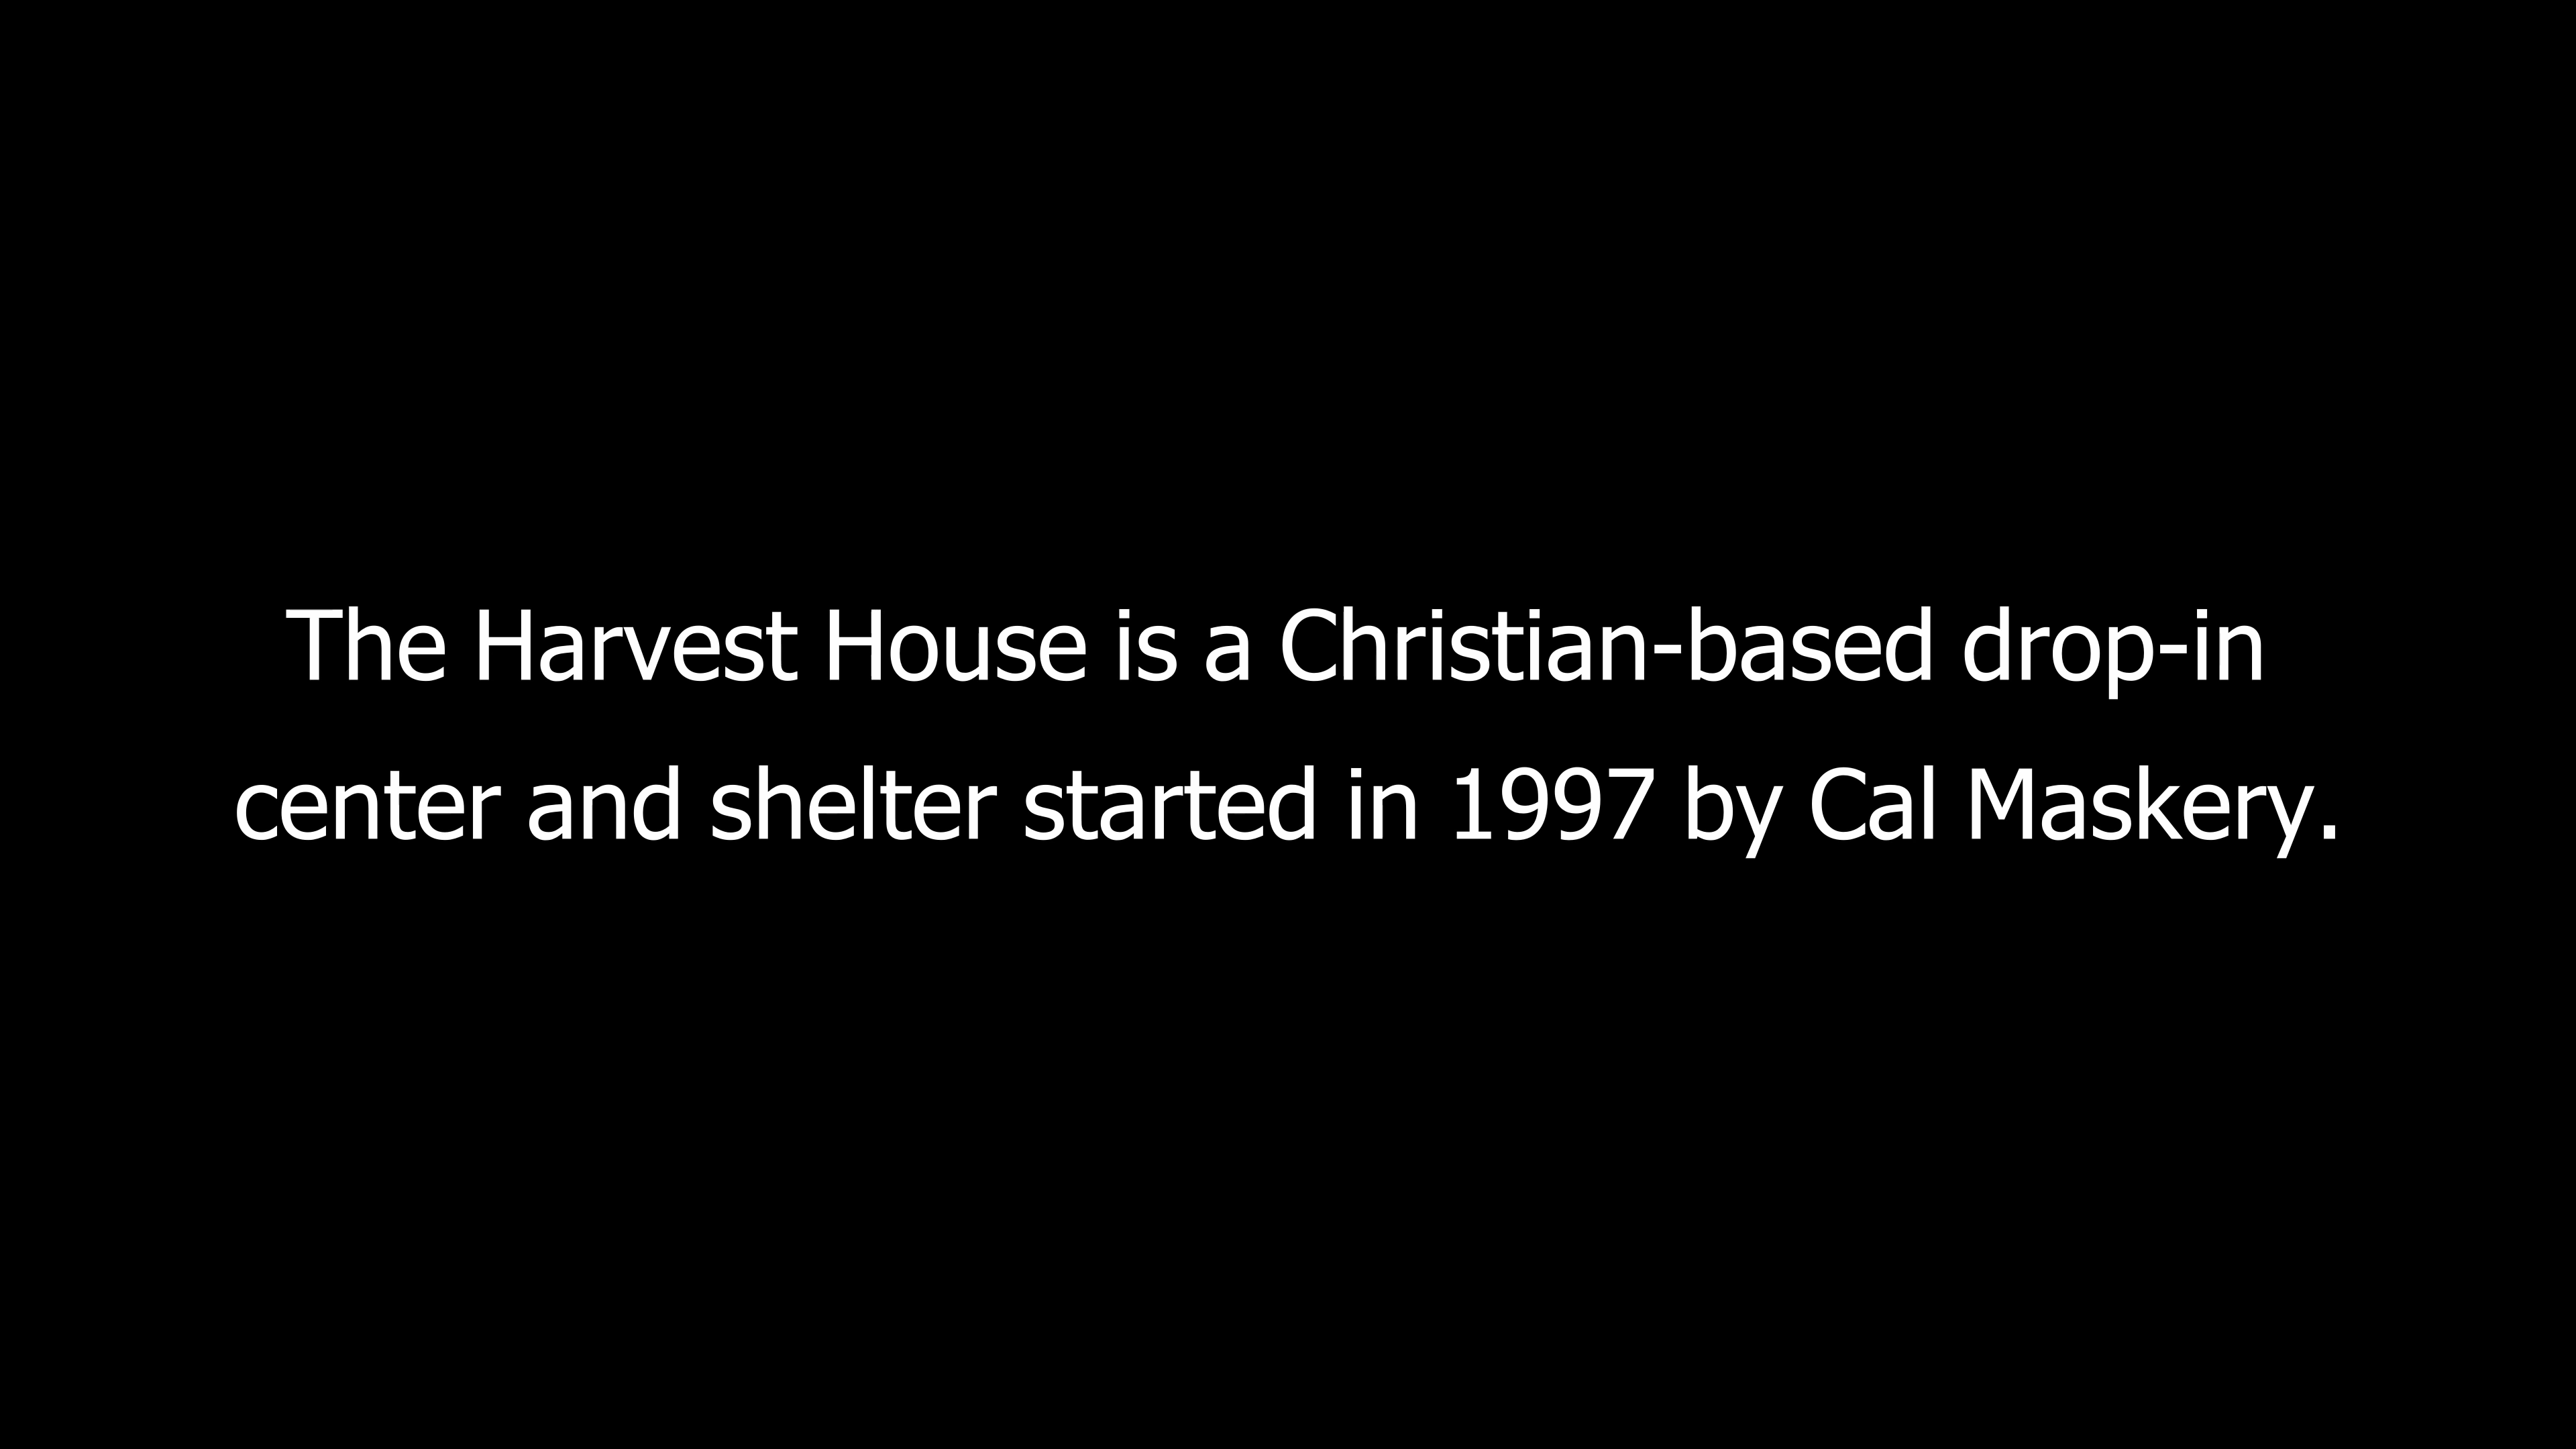 The Harvest House is a Christian-based drop-in
center and shelter started in 1997 by Cal Maskery.